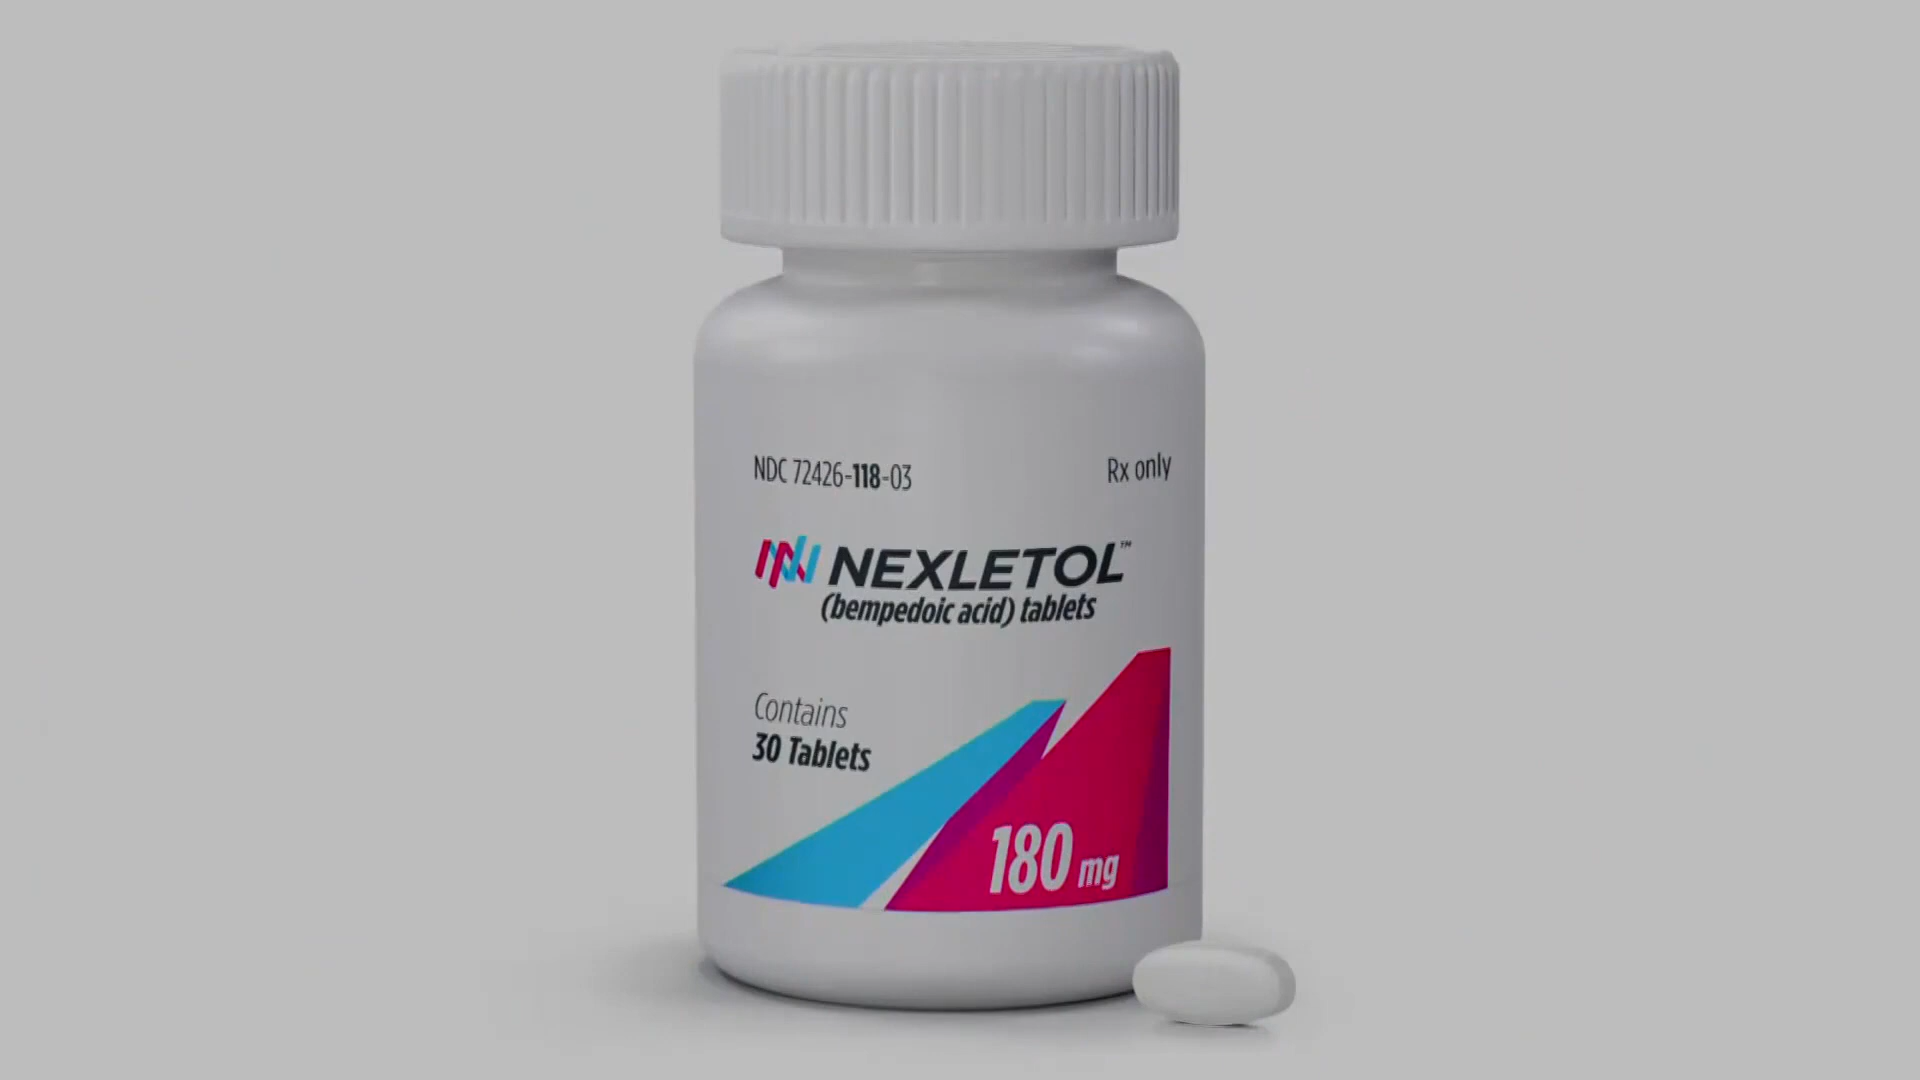 NDC 72426-118-03
Rx only
NEXLETOL™
(bempedoic acid) tablets
Contains
30 Tablets
180 mg